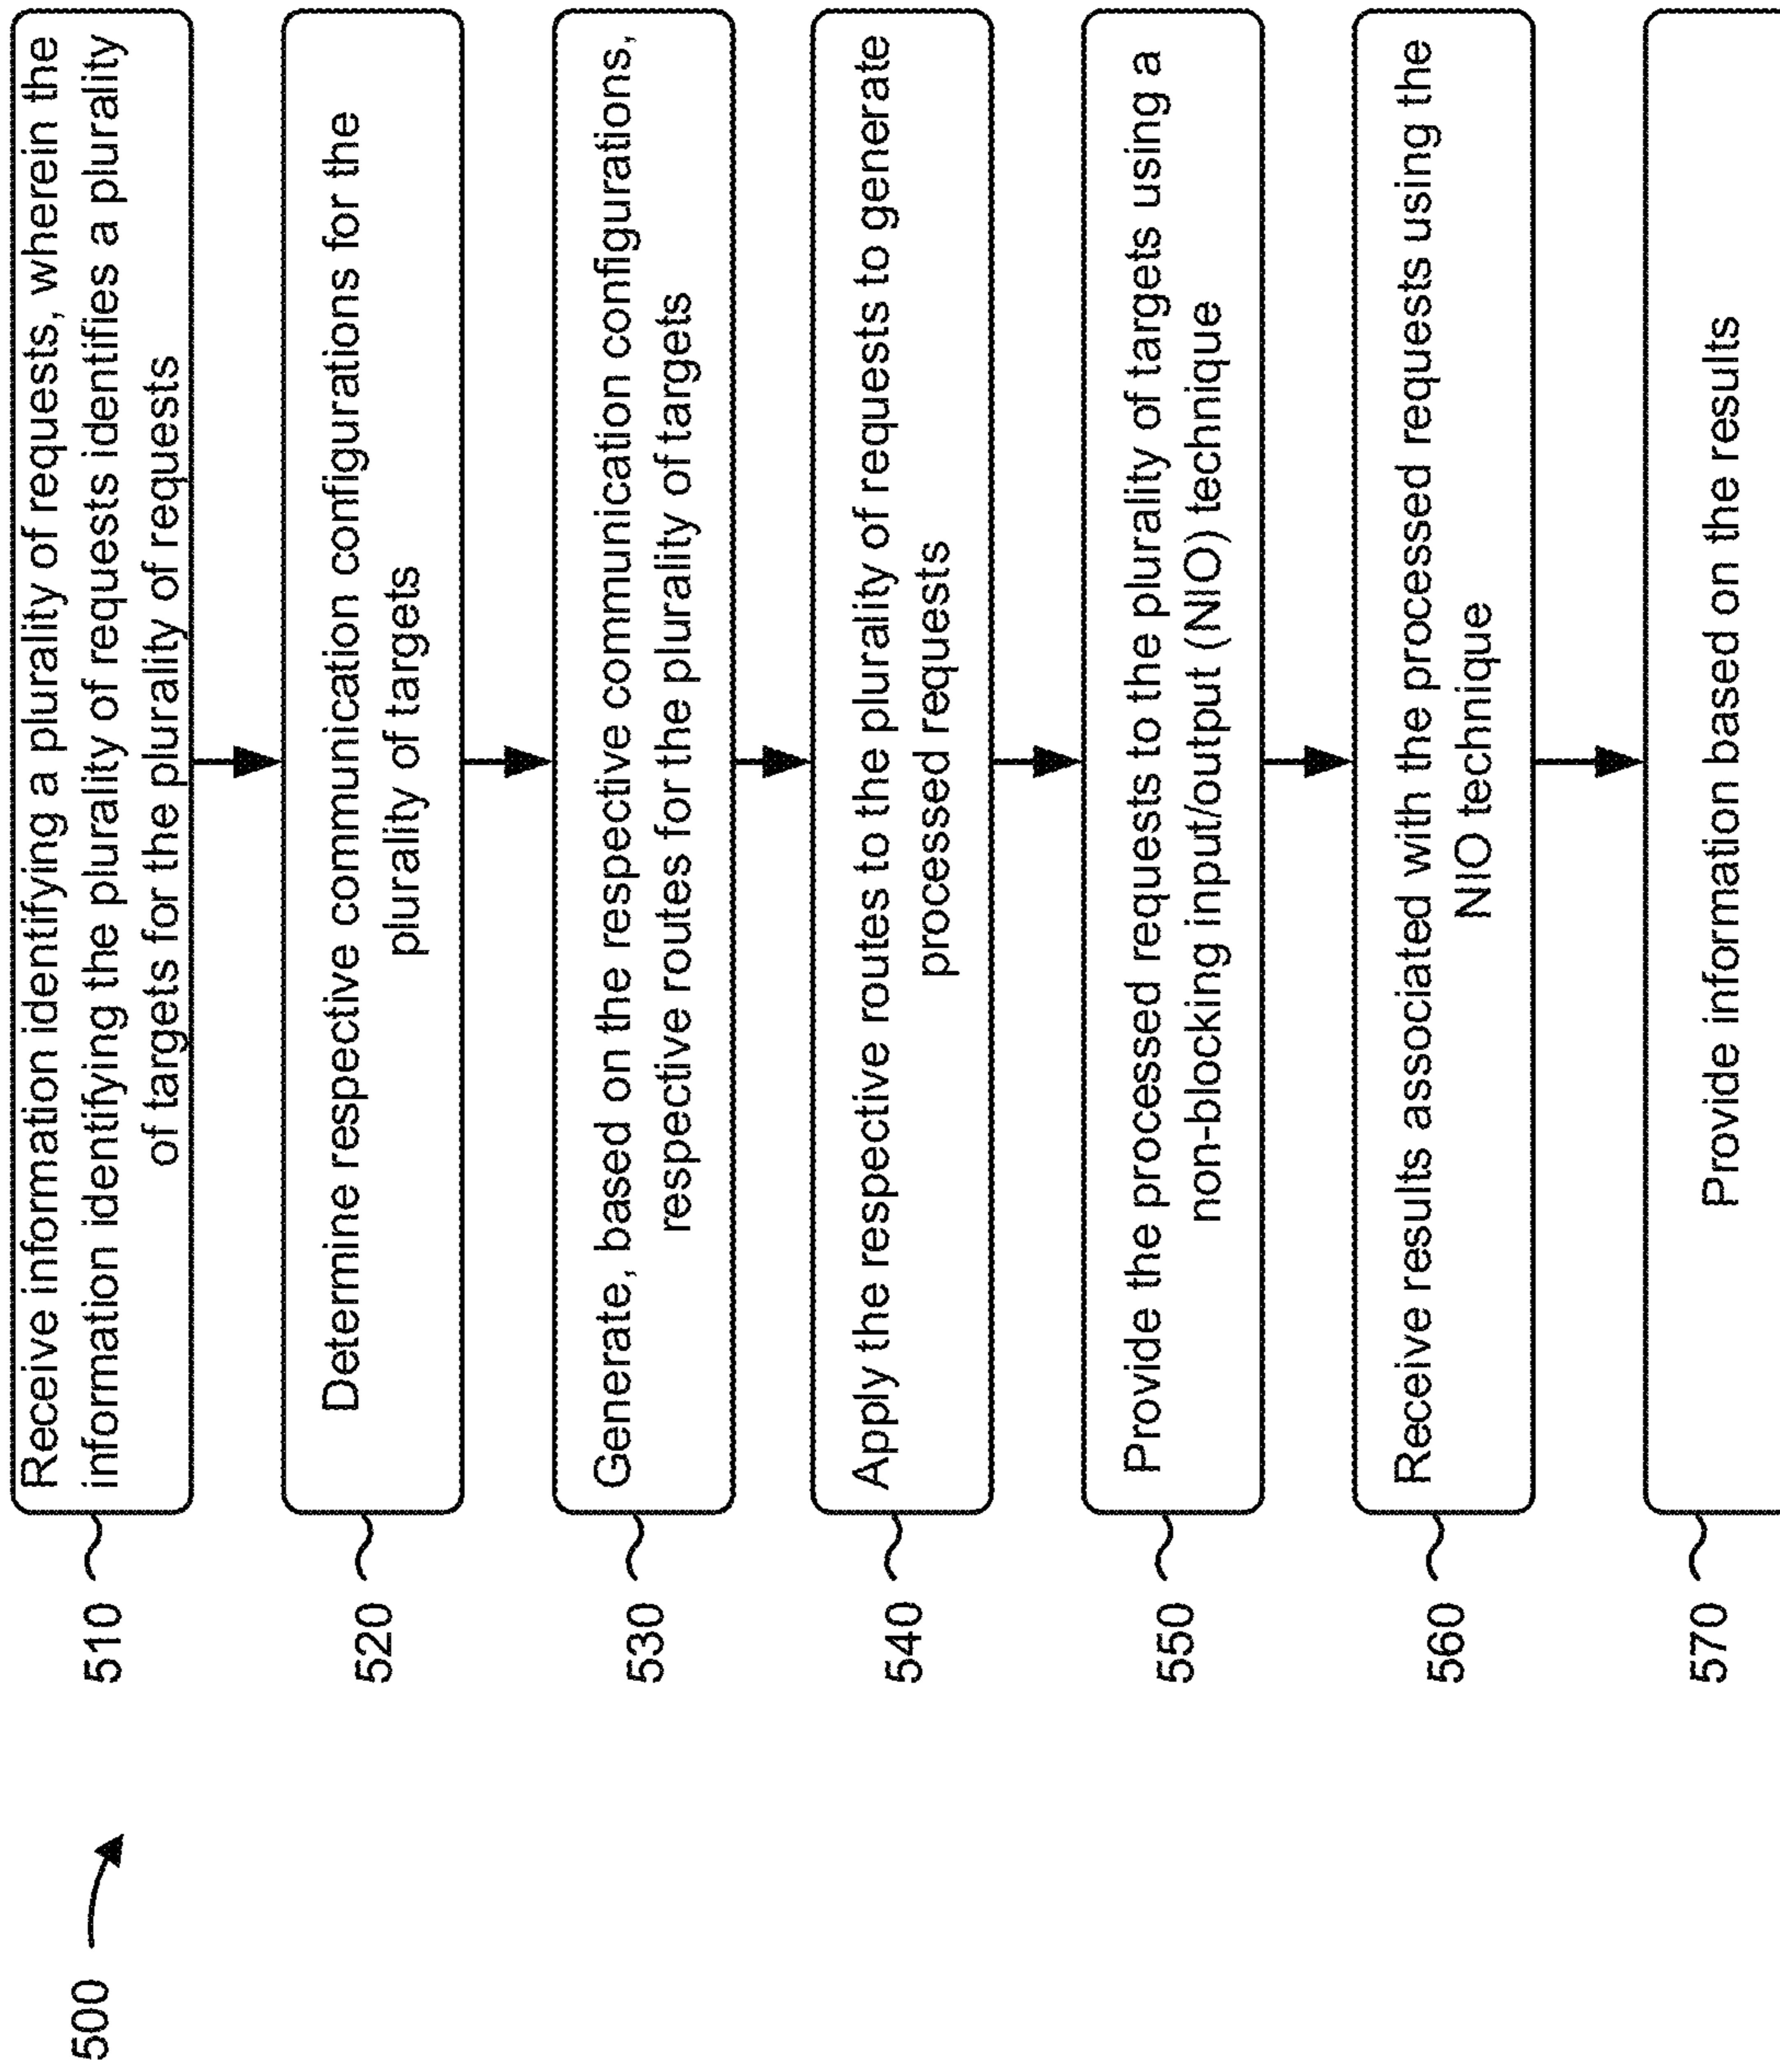 500
510
Receive information identifying a plurality of requests, wherein the
information identifying the plurality of requests identifies a plurality
of targets for the plurality of requests
520
Determine respective communication configurations for the
plurality of targets
530
Generate, based on the respective communication configurations,
respective routes for the plurality of targets
540
Apply the respective routes to the plurality of requests to generate
processed requests
550
Provide the processed requests to the plurality of targets using a
non-blocking input/output (NIO) technique
560
Receive results associated with the processed requests using the
NIO technique
570
Provide information based on the results